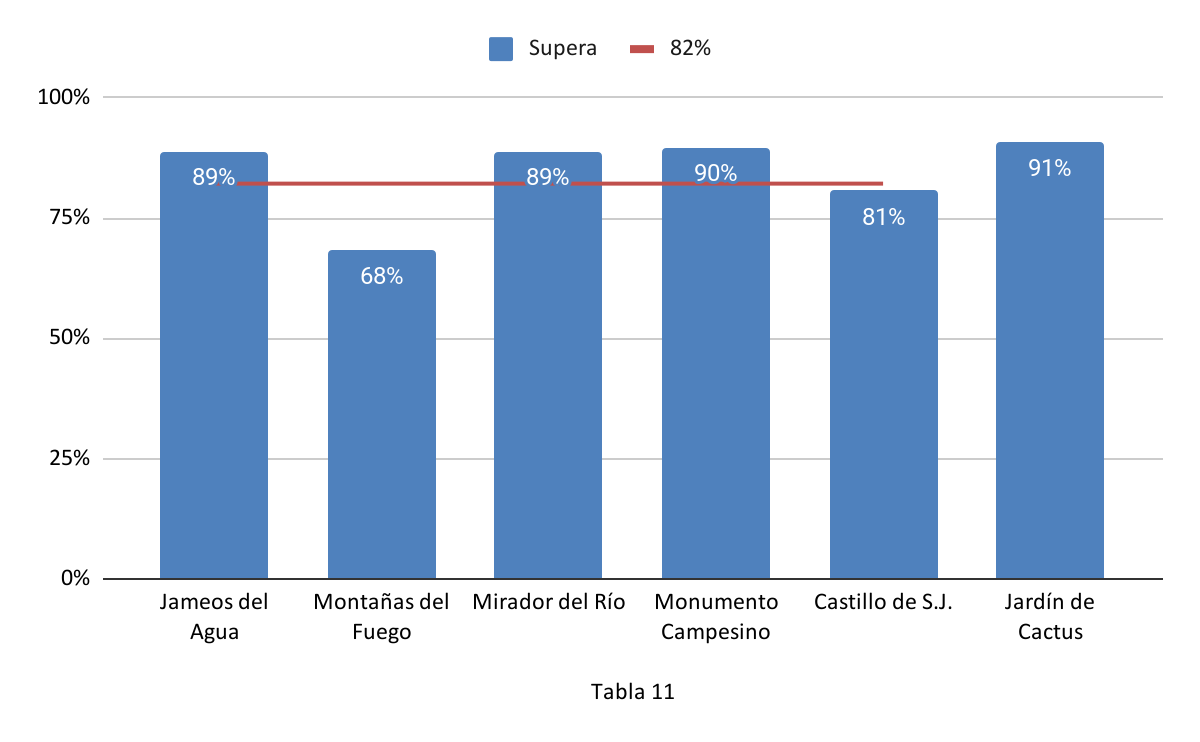 Supera 82%
100%
75%
50%
25%
0%
89%
68%
89%
90%
81%
91%
Jameos del Agua
Montañas del Fuego
Mirador del Río
Monumento Campesino
Castillo de S.J.
Jardín de Cactus
Tabla 11